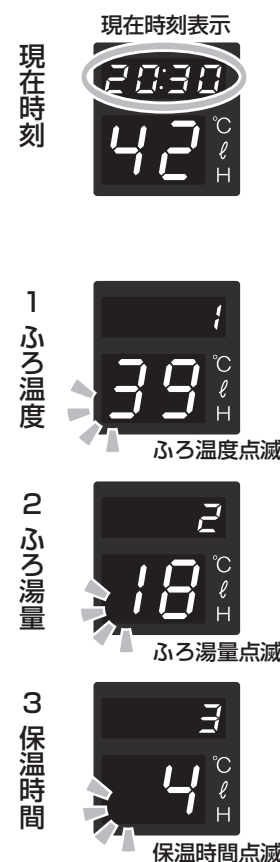 現在時刻
現在時刻表示
20:30
42
℃
ℓ
H
1 ふろ温度
1
39
℃
ℓ
H
ふろ温度点滅
2 ふろ湯量
2
18
℃
ℓ
H
ふろ湯量点滅
3 保温時間
3
4
℃
ℓ
H
保温時間点滅